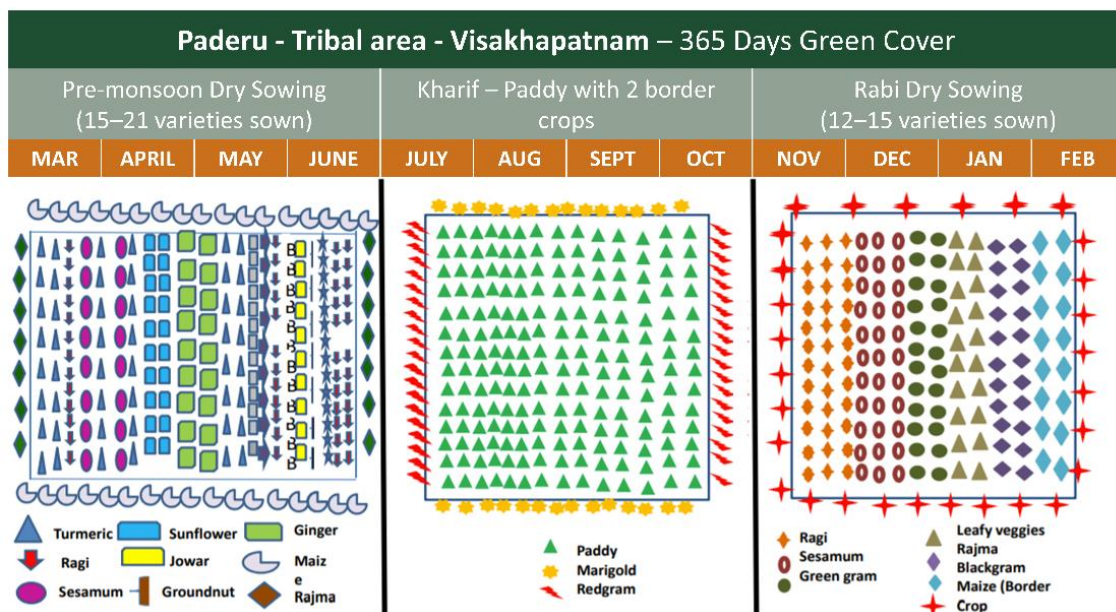 Paderu - Tribal area - Visakhapatnam – 365 Days Green Cover
Pre-monsoon Dry Sowing
(15–21 varieties sown)
Kharif – Paddy with 2 border
crops
Rabi Dry Sowing
(12–15 varieties sown)
MAR APRIL MAY JUNE JULY AUG SEPT OCT NOV DEC JAN FEB
B
B
B
B
B
B
B
B
B
B
B
B
Turmeric Sunflower Ginger
Ragi Jowar Maiz
e
Sesamum Groundnut Rajma
Paddy
Marigold
Redgram
Ragi
Sesamum
Green gram
Leafy veggies
Rajma
Blackgram
Maize (Border
Crop